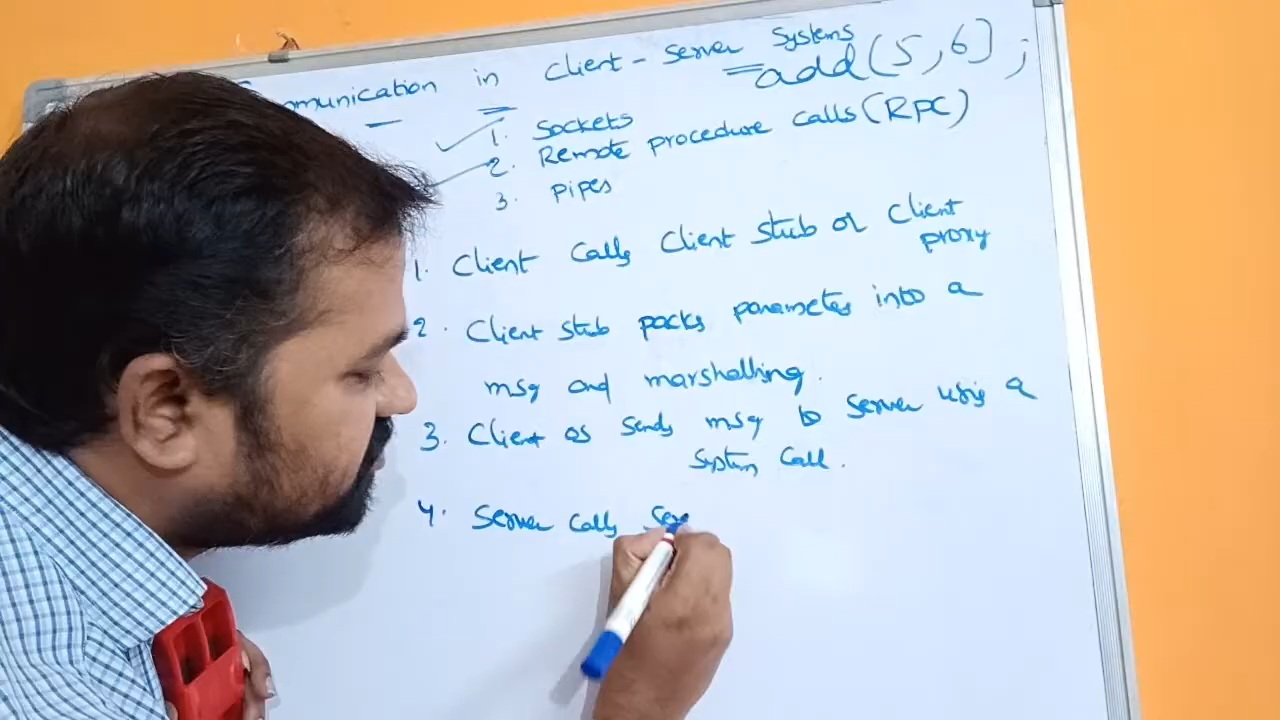 mmunication in Client - Server Systems
= add(5,6);
1. Sockets
2. Remote procedure calls (RPC)
3. pipes
1. Client calls Client stub or Client
proxy
2. Client stub packs parameters into a
msg and marshalling.
3. Client os sends msg to server using a
system call.
4. Server calls Ser